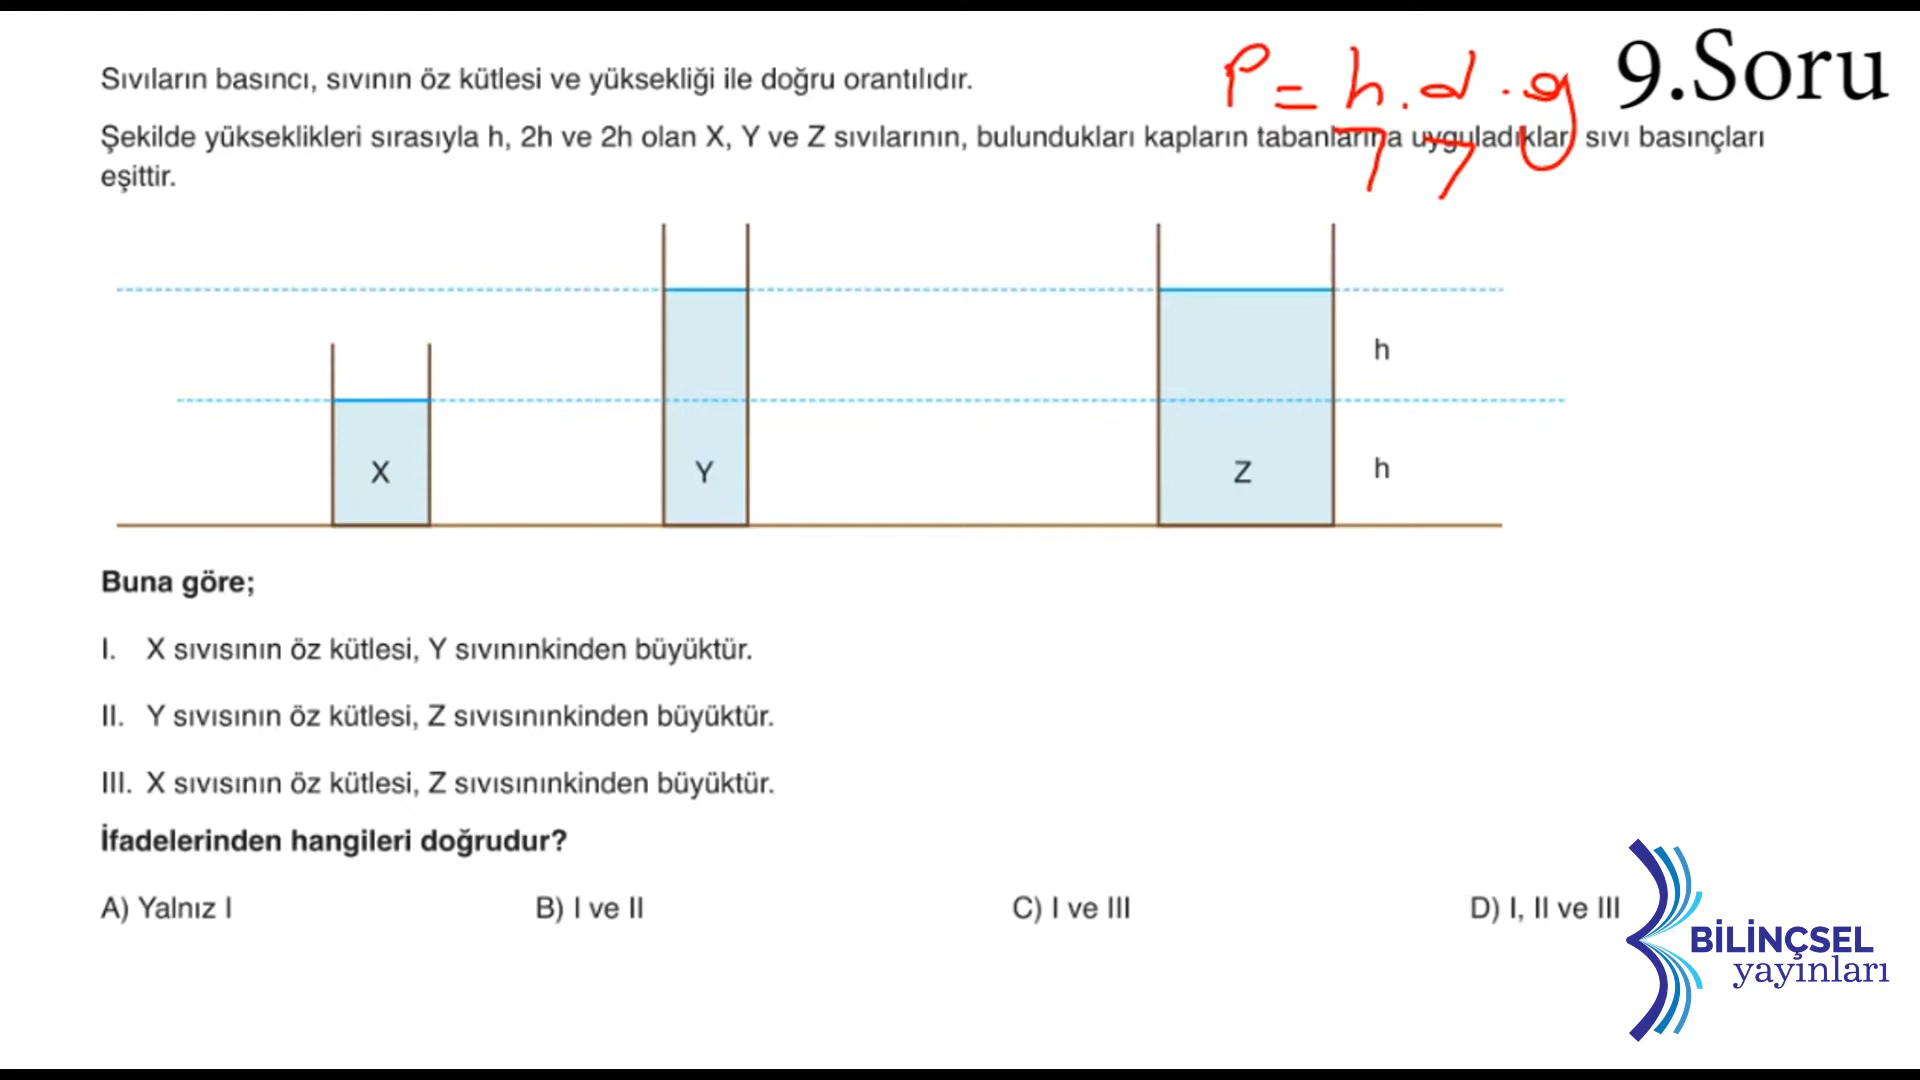 9.Soru
Sıvıların basıncı, sıvının öz kütlesi ve yüksekliği ile doğru orantılıdır.
P = h . d . g
Şekilde yükseklikleri sırasıyla h, 2h ve 2h olan X, Y ve Z sıvılarının, bulundukları kapların tabanlarına uyguladıkları sıvı basınçları
eşittir.
h
X Y Z h
Buna göre;
I. X sıvısının öz kütlesi, Y sıvınınkinden büyüktür.
II. Y sıvısının öz kütlesi, Z sıvısınınkinden büyüktür.
III. X sıvısının öz kütlesi, Z sıvısınınkinden büyüktür.
İfadelerinden hangileri doğrudur?
A) Yalnız I B) I ve II C) I ve III D) I, II ve III
BİLİNÇSEL
yayınları